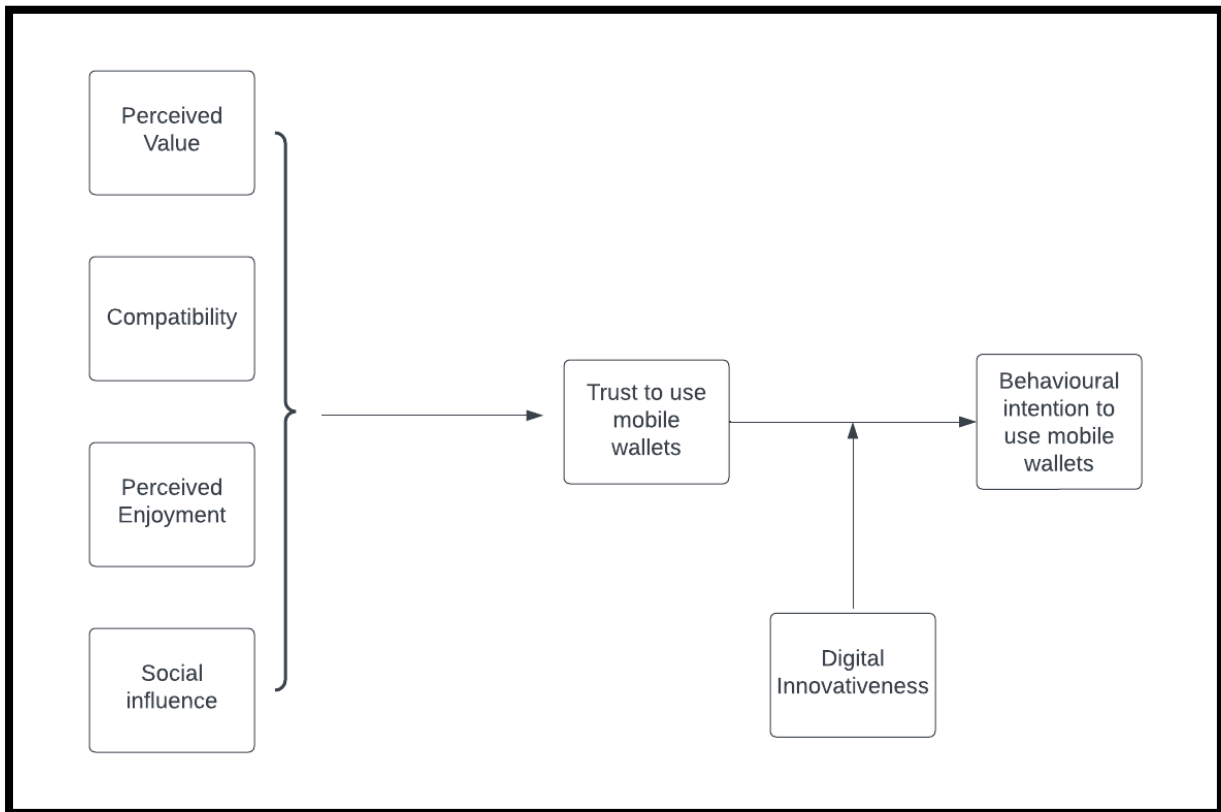 Perceived
Value
Compatibility
Perceived
Enjoyment
Social
influence
Trust to use
mobile
wallets
Behavioural
intention to
use mobile
wallets
Digital
Innovativeness